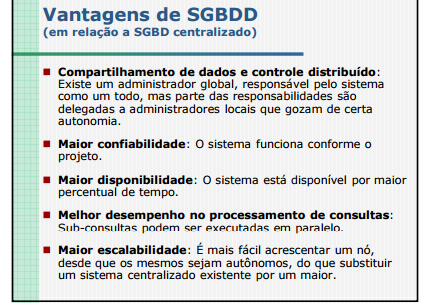 Vantagens de SGBDD
(em relação a SGBD centralizado)
Compartilhamento de dados e controle distribuído:
Existe um administrador global, responsável pelo sistema
como um todo, mas parte das responsabilidades são
delegadas a administradores locais que gozam de certa
autonomia.
Maior confiabilidade: O sistema funciona conforme o
projeto.
Maior disponibilidade: O sistema está disponível por maior
percentual de tempo.
Melhor desempenho no processamento de consultas:
Sub-consultas podem ser executadas em paralelo.
Maior escalabilidade: É mais fácil acrescentar um nó,
desde que os mesmos sejam autônomos, do que substituir
um sistema centralizado existente por um maior.